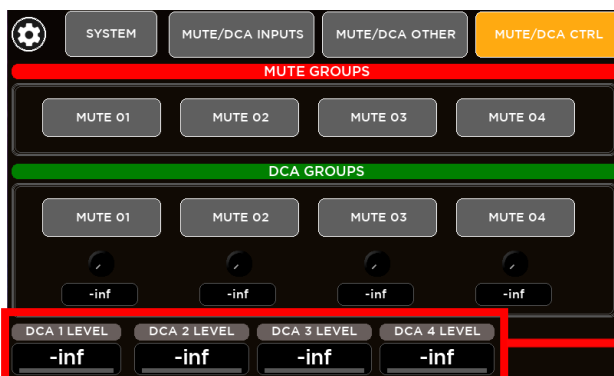 SYSTEM MUTE/DCA INPUTS MUTE/DCA OTHER MUTE/DCA CTRL
MUTE GROUPS
MUTE 01 MUTE 02 MUTE 03 MUTE 04
DCA GROUPS
MUTE 01 MUTE 02 MUTE 03 MUTE 04
-inf -inf -inf -inf
DCA 1 LEVEL DCA 2 LEVEL DCA 3 LEVEL DCA 4 LEVEL
-inf -inf -inf -inf